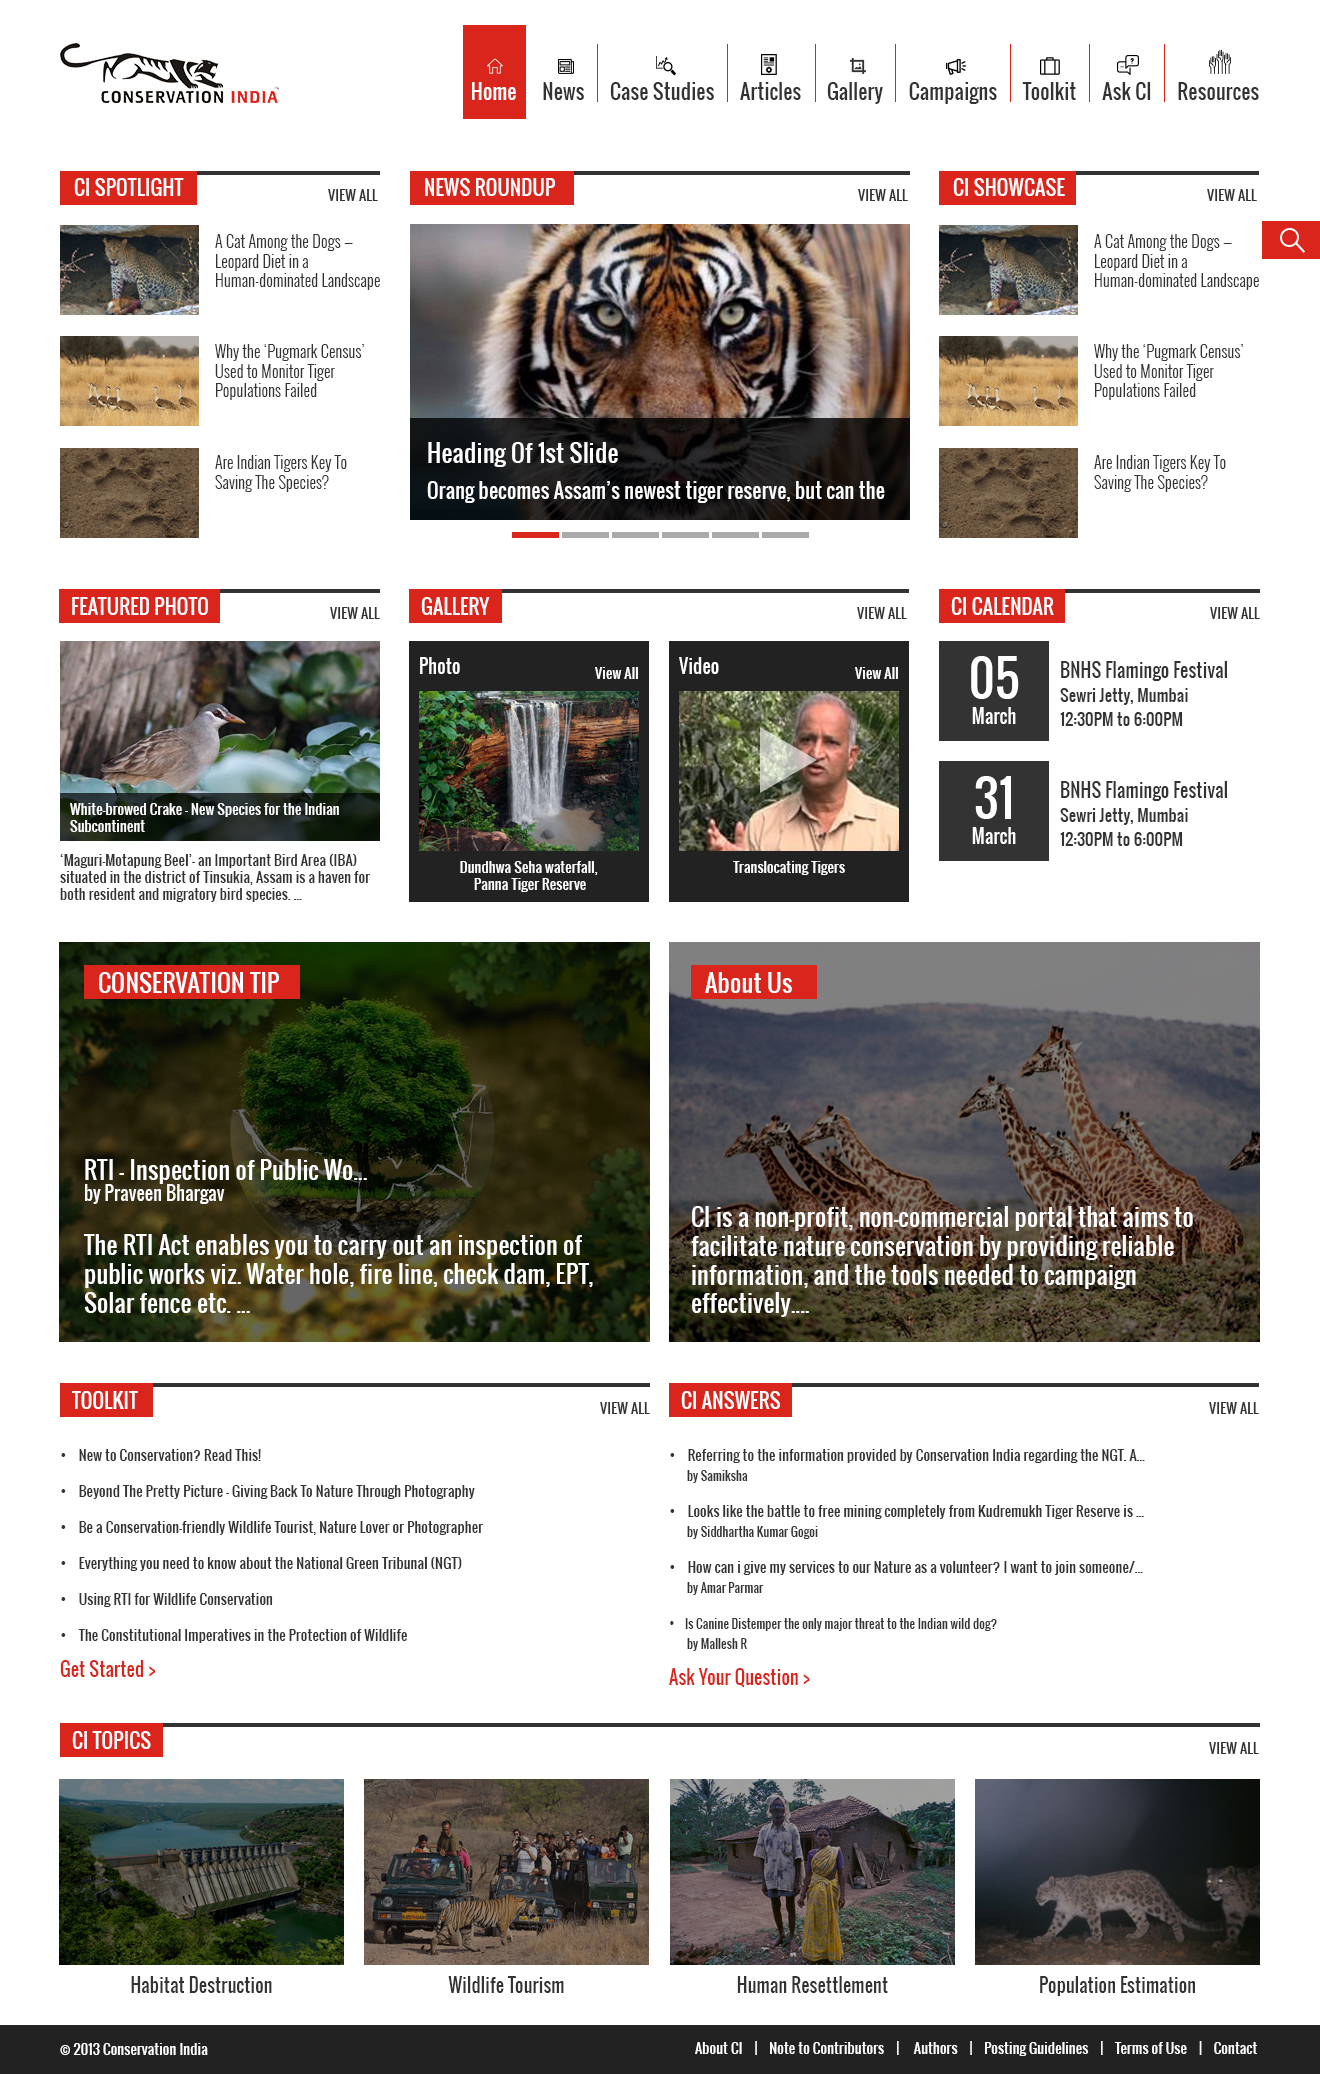 CONSERVATION INDIA
Home
News
Case Studies
Articles
Gallery
Campaigns
Toolkit
Ask CI
Resources
CI SPOTLIGHT
VIEW ALL
A Cat Among the Dogs –
Leopard Diet in a
Human-dominated Landscape
Why the ‘Pugmark Census’
Used to Monitor Tiger
Populations Failed
Are Indian Tigers Key To
Saving The Species?
NEWS ROUNDUP
VIEW ALL
Heading Of 1st Slide
Orang becomes Assam’s newest tiger reserve, but can the
CI SHOWCASE
VIEW ALL
A Cat Among the Dogs –
Leopard Diet in a
Human-dominated Landscape
Why the ‘Pugmark Census’
Used to Monitor Tiger
Populations Failed
Are Indian Tigers Key To
Saving The Species?
FEATURED PHOTO
VIEW ALL
White-browed Crake - New Species for the Indian
Subcontinent
‘Maguri-Motapung Beel’- an Important Bird Area (IBA)
situated in the district of Tinsukia, Assam is a haven for
both resident and migratory bird species. ...
GALLERY
VIEW ALL
Photo
View All
Dundhwa Seha waterfall,
Panna Tiger Reserve
Video
View All
Translocating Tigers
CI CALENDAR
VIEW ALL
05
March
BNHS Flamingo Festival
Sewri Jetty, Mumbai
12:30PM to 6:00PM
31
March
BNHS Flamingo Festival
Sewri Jetty, Mumbai
12:30PM to 6:00PM
CONSERVATION TIP
RTI - Inspection of Public Wo...
by Praveen Bhargav
The RTI Act enables you to carry out an inspection of
public works viz. Water hole, fire line, check dam, EPT,
Solar fence etc. ...
About Us
CI is a non-profit, non-commercial portal that aims to
facilitate nature conservation by providing reliable
information, and the tools needed to campaign
effectively....
TOOLKIT
VIEW ALL
• New to Conservation? Read This!
• Beyond The Pretty Picture - Giving Back To Nature Through Photography
• Be a Conservation-friendly Wildlife Tourist, Nature Lover or Photographer
• Everything you need to know about the National Green Tribunal (NGT)
• Using RTI for Wildlife Conservation
• The Constitutional Imperatives in the Protection of Wildlife
Get Started >
CI ANSWERS
VIEW ALL
• Referring to the information provided by Conservation India regarding the NGT. A...
by Samiksha
• Looks like the battle to free mining completely from Kudremukh Tiger Reserve is ...
by Siddhartha Kumar Gogoi
• How can i give my services to our Nature as a volunteer? I want to join someone/...
by Amar Parmar
• Is Canine Distemper the only major threat to the Indian wild dog?
by Mallesh R
Ask Your Question >
CI TOPICS
VIEW ALL
Habitat Destruction
Wildlife Tourism
Human Resettlement
Population Estimation
© 2013 Conservation India
About CI | Note to Contributors | Authors | Posting Guidelines | Terms of Use | Contact